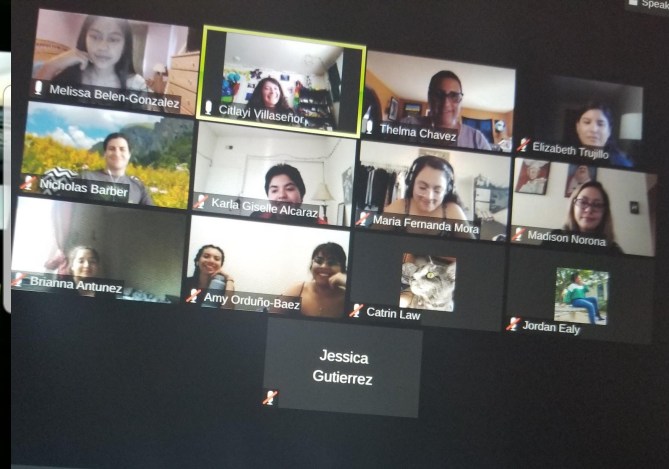 Speak
Melissa Belen-Gonzalez
Citlayi Villaseñor
Thelma Chavez
Elizabeth Trujillo
Nicholas Barber
Karla Giselle Alcaraz
Maria Fernanda Mora
Madison Norona
Brianna Antunez
Amy Orduño-Baez
Catrin Law
Jordan Ealy
Jessica
Gutierrez